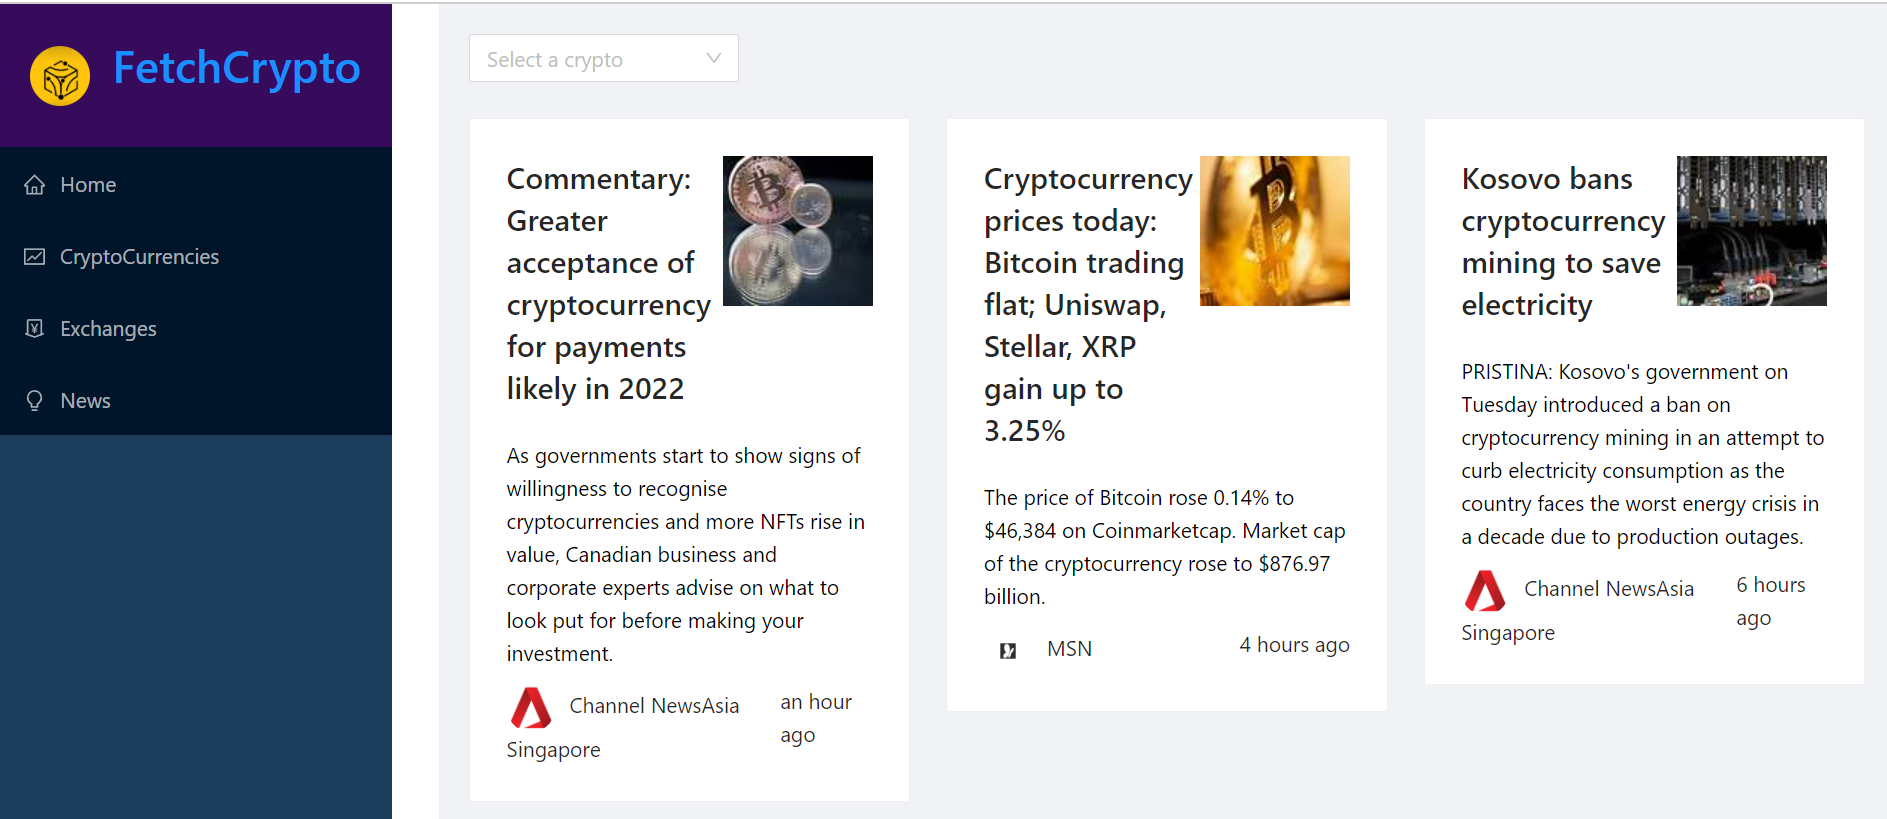 FetchCrypto
Home
CryptoCurrencies
Exchanges
News
Select a crypto
Commentary:
Greater
acceptance of
cryptocurrency
for payments
likely in 2022
As governments start to show signs of
willingness to recognise
cryptocurrencies and more NFTs rise in
value, Canadian business and
corporate experts advise on what to
look put for before making your
investment.
Channel NewsAsia
Singapore
an hour
ago
Cryptocurrency
prices today:
Bitcoin trading
flat; Uniswap,
Stellar, XRP
gain up to
3.25%
The price of Bitcoin rose 0.14% to
$46,384 on Coinmarketcap. Market cap
of the cryptocurrency rose to $876.97
billion.
MSN
4 hours ago
Kosovo bans
cryptocurrency
mining to save
electricity
PRISTINA: Kosovo's government on
Tuesday introduced a ban on
cryptocurrency mining in an attempt to
curb electricity consumption as the
country faces the worst energy crisis in
a decade due to production outages.
Channel NewsAsia
Singapore
6 hours
ago